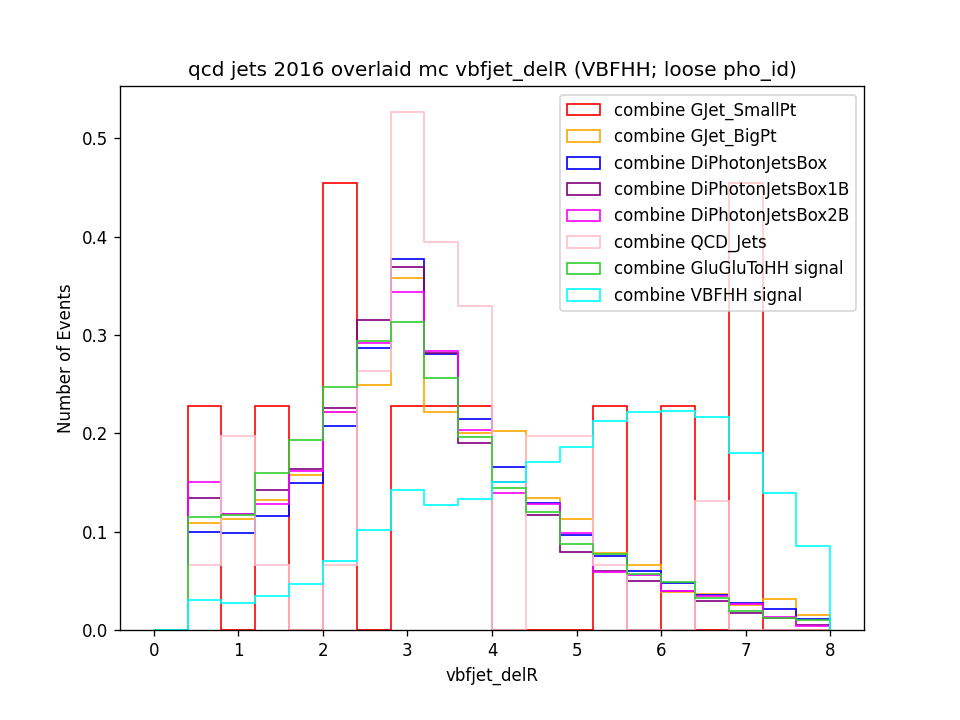 qcd jets 2016 overlaid mc vbfjet_delR (VBFHH; loose pho_id)
combine GJet_SmallPt
combine GJet_BigPt
combine DiPhotonJetsBox
combine DiPhotonJetsBox1B
combine DiPhotonJetsBox2B
combine QCD_Jets
combine GluGluToHH signal
combine VBFHH signal
Number of Events
0.5
0.4
0.3
0.2
0.1
0.0
0 1 2 3 4 5 6 7 8
vbfjet_delR